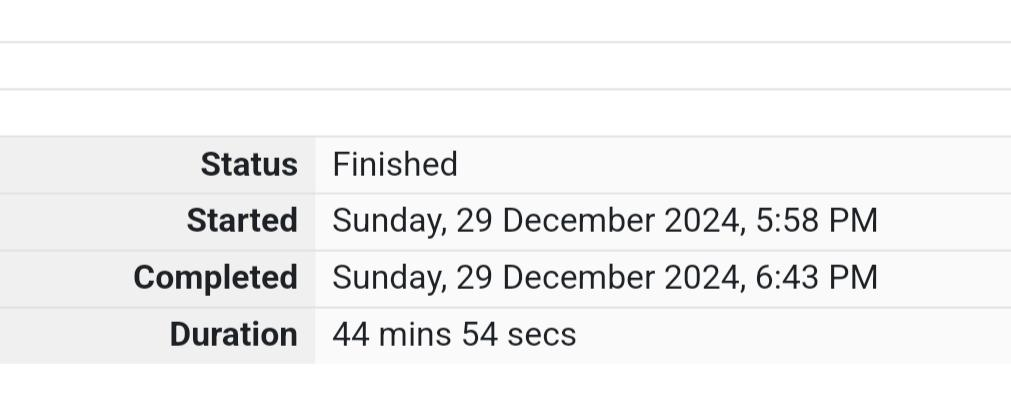 Status Finished
Started Sunday, 29 December 2024, 5:58 PM
Completed Sunday, 29 December 2024, 6:43 PM
Duration 44 mins 54 secs